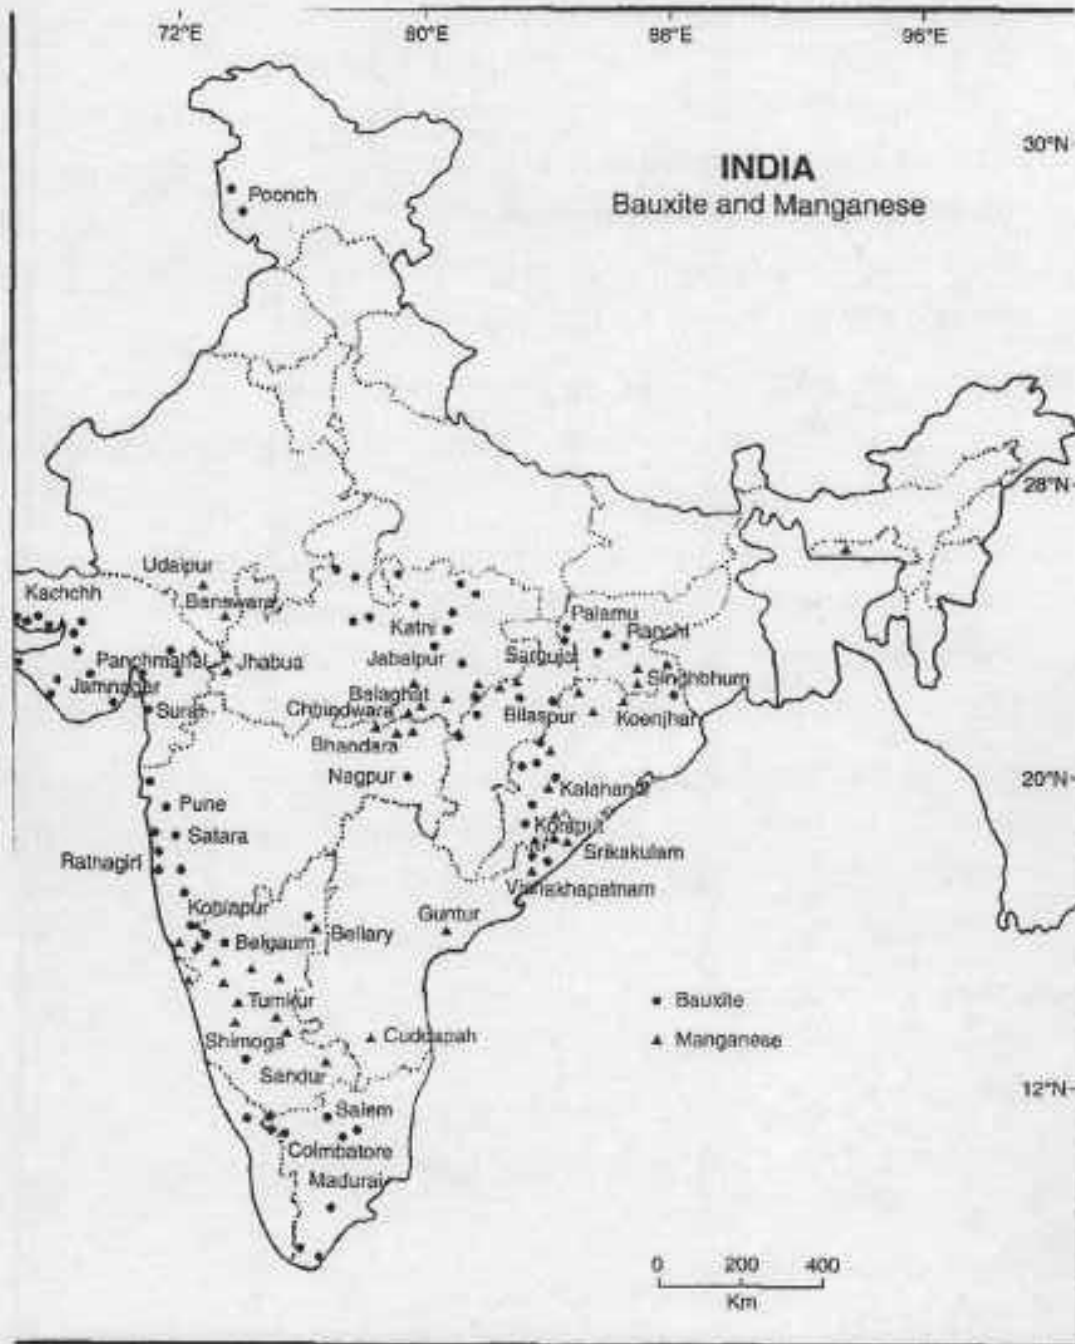 72°E 80°E 88°E 96°E
30°N
INDIA
Bauxite and Manganese
Poonch
28°N
Udaipur
Banswara
Kachchh
Palamu
Katni
Ranchi
Panchmahal
Jhabua
Jabalpur
Sarguja
Singhbhum
Jamnagar
Balaghat
Surat
Chhindwara
Bilaspur
Koenjhar
Bhandara
Nagpur
20°N
Kalahandi
Pune
Koraput
Satara
Srikakulam
Ratnagiri
Vishakhapatnam
Kohlapur
Guntur
Bellary
Belgaum
Tumkur
Bauxite
Shimoga
Cuddapah
Manganese
Sandur
12°N
Salem
Coimbatore
Madurai
0 200 400
Km